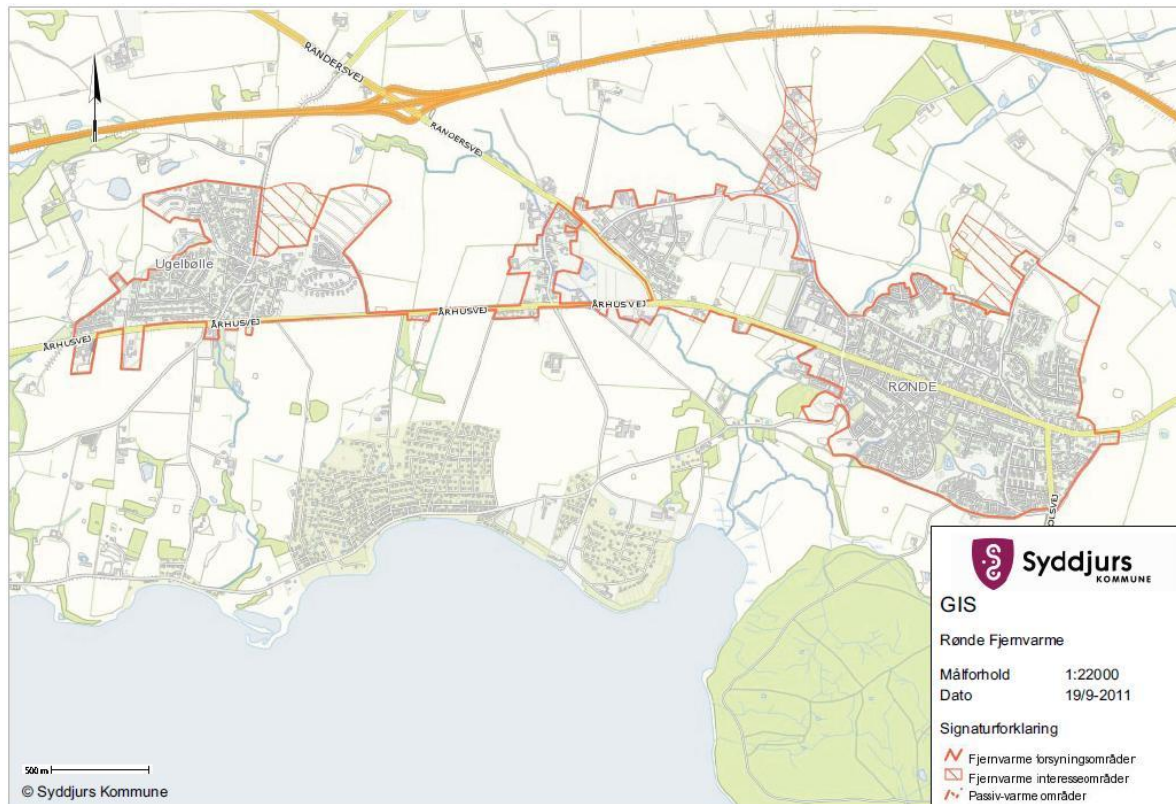 RANDERSVEJ
RANDERSVEJ
Ugelbølle
ÅRHUSVEJ
ÅRHUSVEJ
ÅRHUSVEJ
ÅRHUSVEJ
RØNDE
OLSVEJ
Syddjurs
KOMMUNE
GIS
Rønde Fjernvarme
Målforhold 1:22000
Dato 19/9-2011
Signaturforklaring
Fjernvarme forsyningsområder
Fjernvarme interesseområder
Passiv-varme områder
500 m
© Syddjurs Kommune